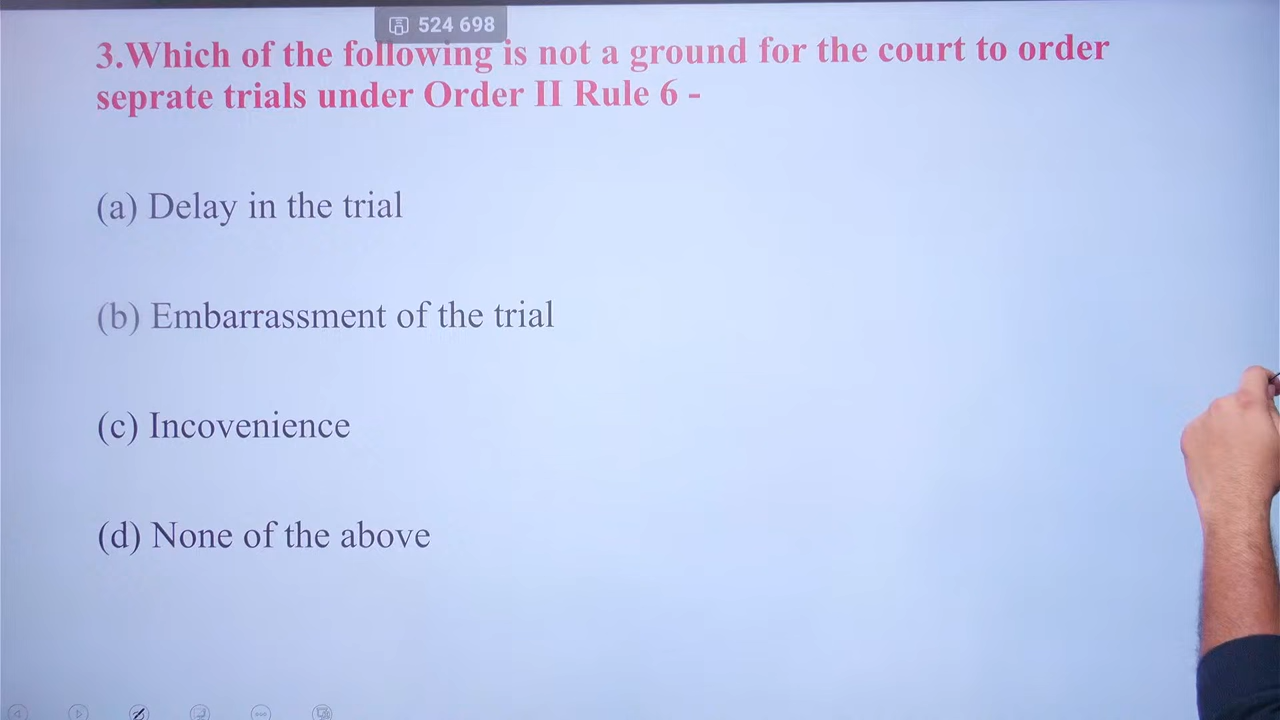 524 698
3.Which of the following is not a ground for the court to order
seprate trials under Order II Rule 6 -
(a) Delay in the trial
(b) Embarrassment of the trial
(c) Incovenience
(d) None of the above